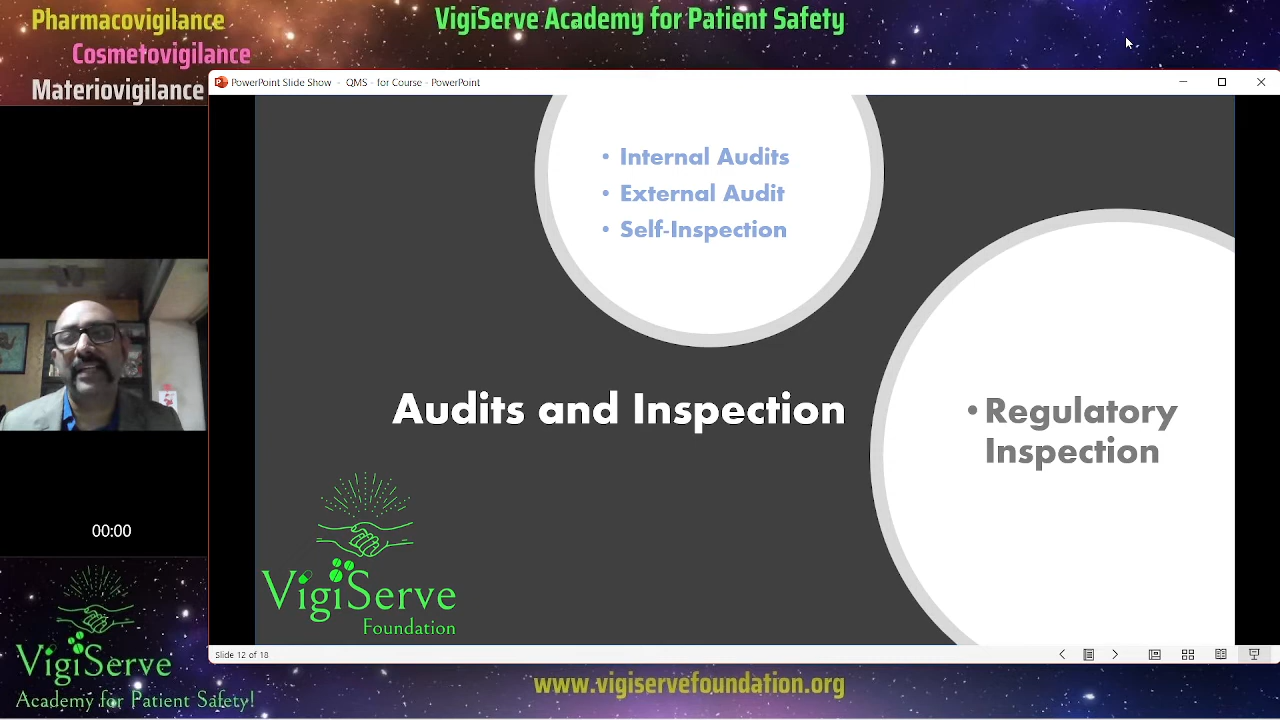 Pharmacovigilance
Cosmetovigilance
Materiovigilance
VigiServe Academy for Patient Safety
PowerPoint Slide Show - QMS - for Course - PowerPoint
• Internal Audits
• External Audit
• Self-Inspection
Audits and Inspection
• Regulatory
Inspection
VigiServe
Foundation
00:00
VigiServe
Academy for Patient Safety!
Slide 12 of 18
www.vigiservefoundation.org